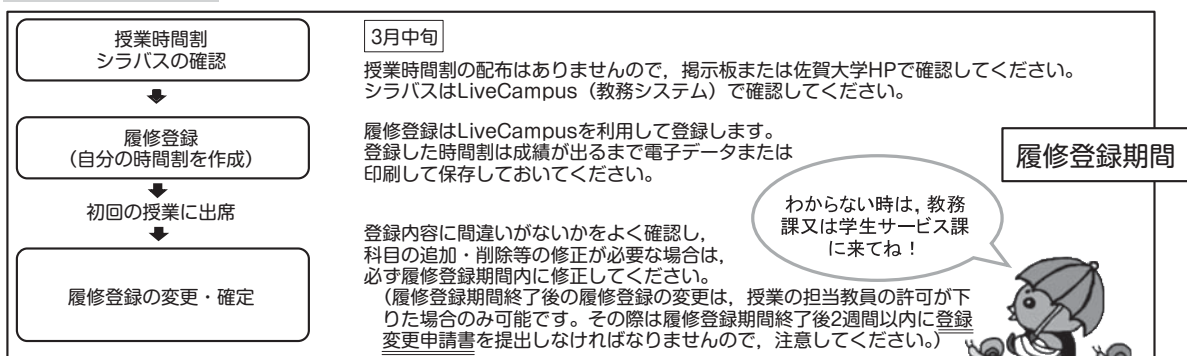 授業時間割
シラバスの確認
3月中旬
授業時間割の配布はありませんので，掲示板または佐賀大学HPで確認してください。
シラバスはLiveCampus（教務システム）で確認してください。
履修登録
（自分の時間割を作成）
履修登録はLiveCampusを利用して登録します。
登録した時間割は成績が出るまで電子データまたは
印刷して保存しておいてください。
履修登録期間
初回の授業に出席
わからない時は，教務
課又は学生サービス課
に来てね！
履修登録の変更・確定
登録内容に間違いがないかをよく確認し，
科目の追加・削除等の修正が必要な場合は，
必ず履修登録期間内に修正してください。
（履修登録期間終了後の履修登録の変更は，授業の担当教員の許可が下
りた場合のみ可能です。その際は履修登録期間終了後2週間以内に登録
変更申請書を提出しなければなりませんので，注意してください。）